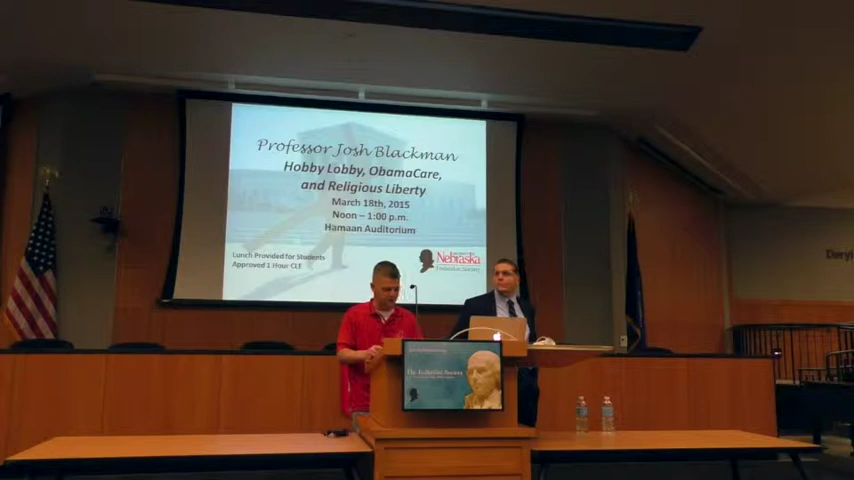 Professor Josh Blackman
Hobby Lobby, ObamaCare,
and Religious Liberty
March 18th, 2015
Noon – 1:00 p.m.
Hamaan Auditorium
Lunch Provided for Students
Approved 1 Hour CLE
Nebraska
Federalist Society
The Federalist Society
Deryl